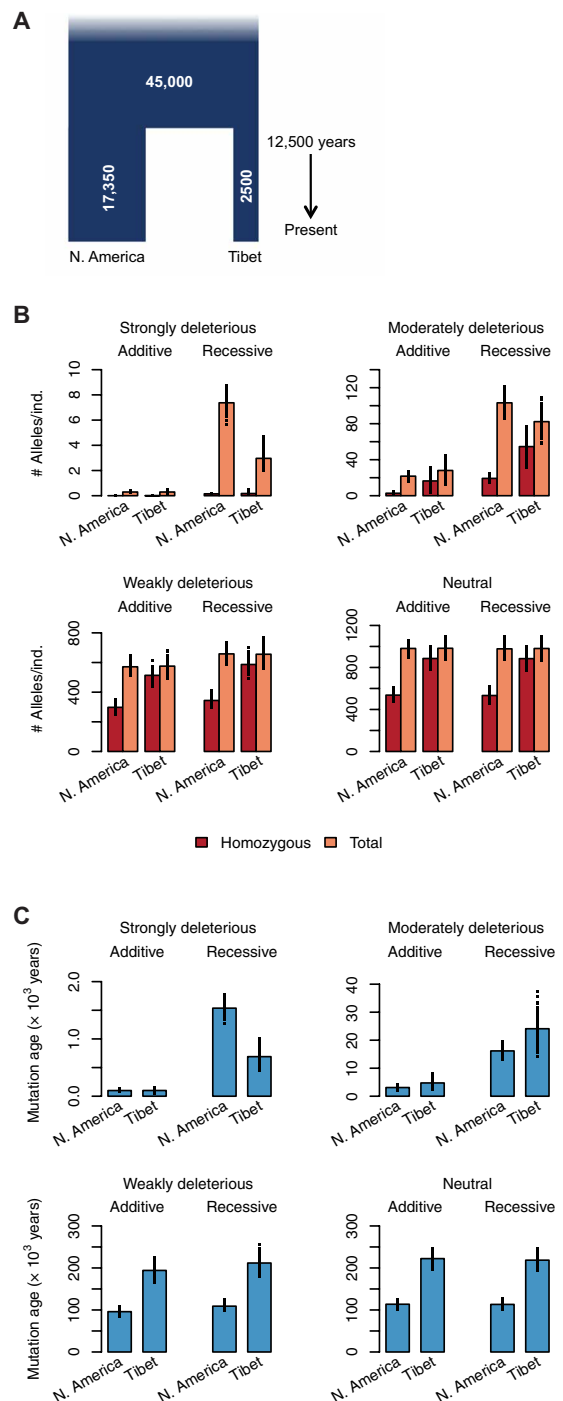 A
45,000
17,350
2500
12,500 years
Present
N. America
Tibet
B
Strongly deleterious
Additive
Recessive
# Alleles/ind.
10
8
6
4
2
0
N. America
Tibet
N. America
Tibet
Moderately deleterious
Additive
Recessive
120
80
40
0
N. America
Tibet
N. America
Tibet
Weakly deleterious
Additive
Recessive
# Alleles/ind.
800
400
0
N. America
Tibet
N. America
Tibet
Neutral
Additive
Recessive
1200
800
400
0
N. America
Tibet
N. America
Tibet
Homozygous
Total
C
Strongly deleterious
Additive
Recessive
Mutation age (× 10³ years)
2.0
1.0
0.0
N. America
Tibet
N. America
Tibet
Moderately deleterious
Additive
Recessive
40
30
20
10
0
N. America
Tibet
N. America
Tibet
Weakly deleterious
Additive
Recessive
Mutation age (× 10³ years)
300
200
100
0
N. America
Tibet
N. America
Tibet
Neutral
Additive
Recessive
300
200
100
0
N. America
Tibet
N. America
Tibet